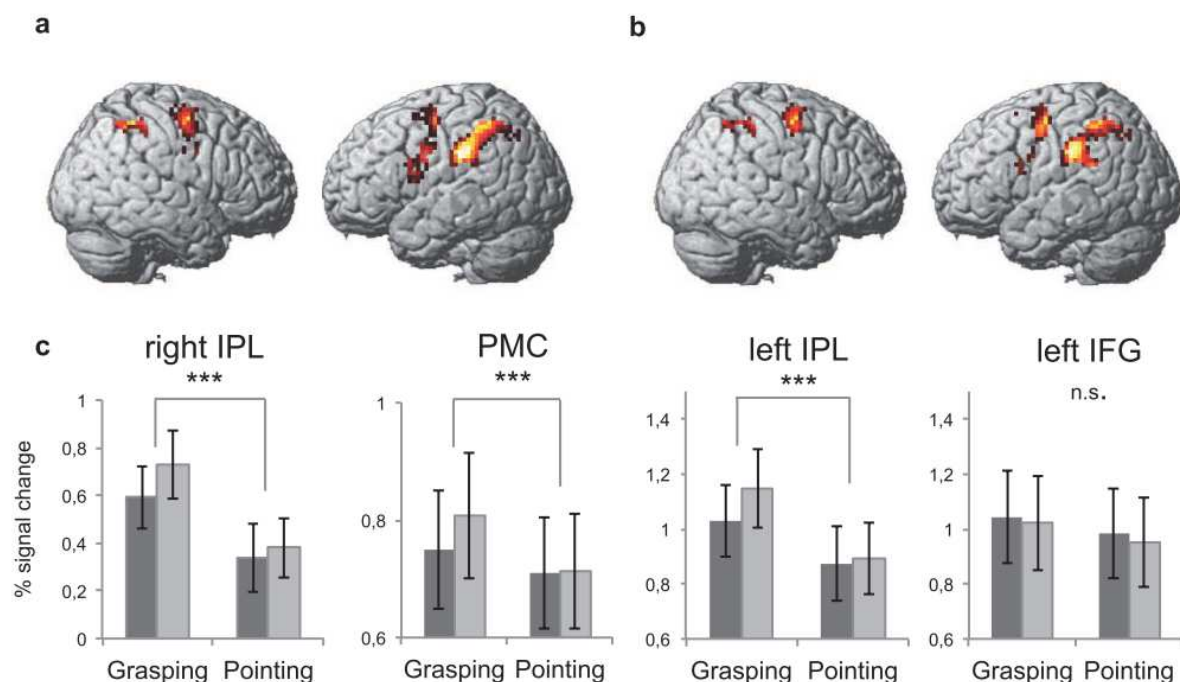 a
b
c
right IPL
***
% signal change
1
0,8
0,6
0,4
0,2
0
Grasping Pointing
PMC
***
1
0,8
0,6
Grasping Pointing
left IPL
***
1,4
1,2
1
0,8
0,6
Grasping Pointing
left IFG
n.s.
1,4
1,2
1
0,8
0,6
Grasping Pointing